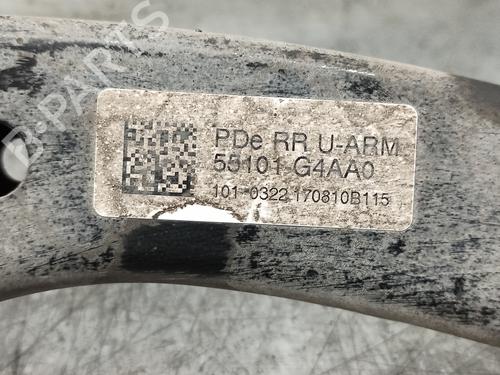 B-PARTS
PDe RR U-ARM
55101 G4AA0
101-0322 170810B115